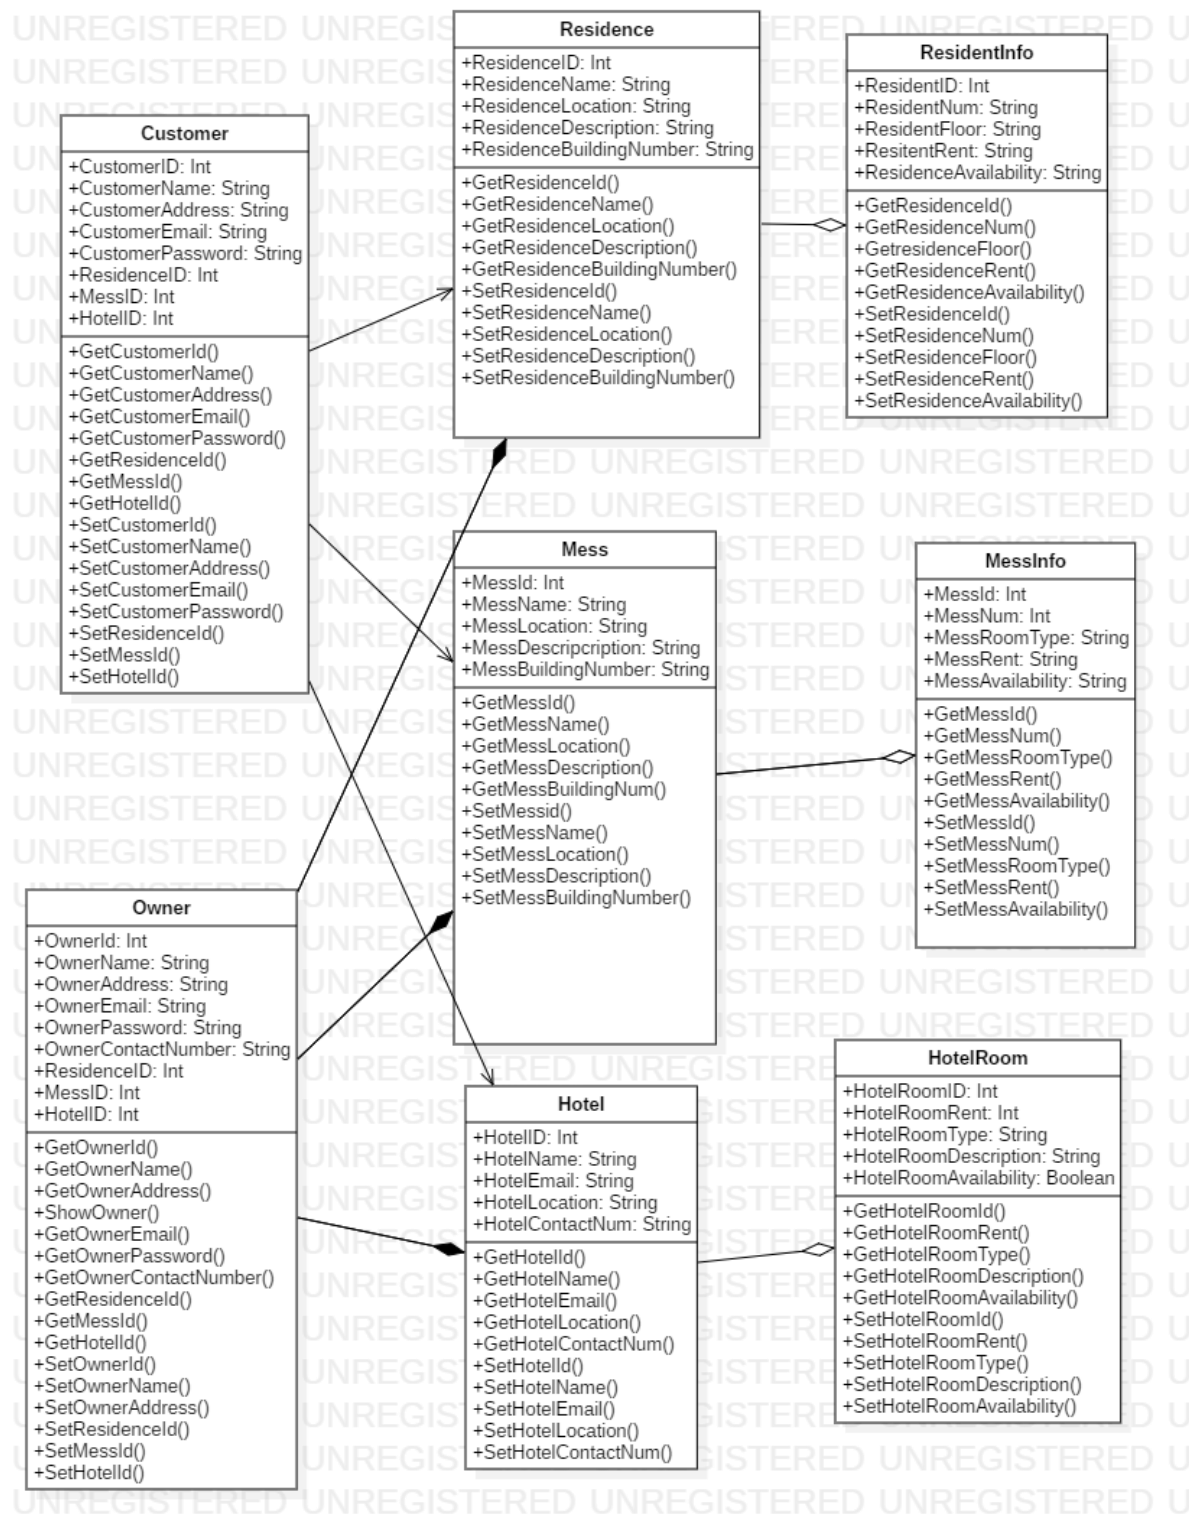 Residence
+ResidenceID: Int
+ResidenceName: String
+ResidenceLocation: String
+ResidenceDescription: String
+ResidenceBuildingNumber: String
+GetResidenceId()
+GetResidenceName()
+GetResidenceLocation()
+GetResidenceDescription()
+GetResidenceBuildingNumber()
+SetResidenceId()
+SetResidenceName()
+SetResidenceLocation()
+SetResidenceDescription()
+SetResidenceBuildingNumber()
ResidentInfo
+ResidentID: Int
+ResidentNum: String
+ResidentFloor: String
+ResitentRent: String
+ResidenceAvailability: String
+GetResidenceId()
+GetResidenceNum()
+GetresidenceFloor()
+GetResidenceRent()
+GetResidenceAvailability()
+SetResidenceId()
+SetResidenceNum()
+SetResidenceFloor()
+SetResidenceRent()
+SetResidenceAvailability()
Customer
+CustomerID: Int
+CustomerName: String
+CustomerAddress: String
+CustomerEmail: String
+CustomerPassword: String
+ResidenceID: Int
+MessID: Int
+HotelID: Int
+GetCustomerId()
+GetCustomerName()
+GetCustomerAddress()
+GetCustomerEmail()
+GetCustomerPassword()
+GetResidenceId()
+GetMessId()
+GetHotelId()
+SetCustomerId()
+SetCustomerName()
+SetCustomerAddress()
+SetCustomerEmail()
+SetCustomerPassword()
+SetResidenceId()
+SetMessId()
+SetHotelId()
Mess
+MessId: Int
+MessName: String
+MessLocation: String
+MessDescripcription: String
+MessBuildingNumber: String
+GetMessId()
+GetMessName()
+GetMessLocation()
+GetMessDescription()
+GetMessBuildingNum()
+SetMessid()
+SetMessName()
+SetMessLocation()
+SetMessDescription()
+SetMessBuildingNumber()
MessInfo
+MessId: Int
+MessNum: Int
+MessRoomType: String
+MessRent: String
+MessAvailability: String
+GetMessId()
+GetMessNum()
+GetMessRoomType()
+GetMessRent()
+GetMessAvailability()
+SetMessId()
+SetMessNum()
+SetMessRoomType()
+SetMessRent()
+SetMessAvailability()
Owner
+OwnerId: Int
+OwnerName: String
+OwnerAddress: String
+OwnerEmail: String
+OwnerPassword: String
+OwnerContactNumber: String
+ResidenceID: Int
+MessID: Int
+HotelID: Int
+GetOwnerId()
+GetOwnerName()
+GetOwnerAddress()
+ShowOwner()
+GetOwnerEmail()
+GetOwnerPassword()
+GetOwnerContactNumber()
+GetResidenceId()
+GetMessId()
+GetHotelId()
+SetOwnerId()
+SetOwnerName()
+SetOwnerAddress()
+SetResidenceId()
+SetMessId()
+SetHotelId()
Hotel
+HotelID: Int
+HotelName: String
+HotelEmail: String
+HotelLocation: String
+HotelContactNum: String
+GetHotelId()
+GetHotelName()
+GetHotelEmail()
+GetHotelLocation()
+GetHotelContactNum()
+SetHotelId()
+SetHotelName()
+SetHotelEmail()
+SetHotelLocation()
+SetHotelContactNum()
HotelRoom
+HotelRoomID: Int
+HotelRoomRent: Int
+HotelRoomType: String
+HotelRoomDescription: String
+HotelRoomAvailability: Boolean
+GetHotelRoomId()
+GetHotelRoomRent()
+GetHotelRoomType()
+GetHotelRoomDescription()
+GetHotelRoomAvailability()
+SetHotelRoomId()
+SetHotelRoomRent()
+SetHotelRoomType()
+SetHotelRoomDescription()
+SetHotelRoomAvailability()
UNREGISTERED